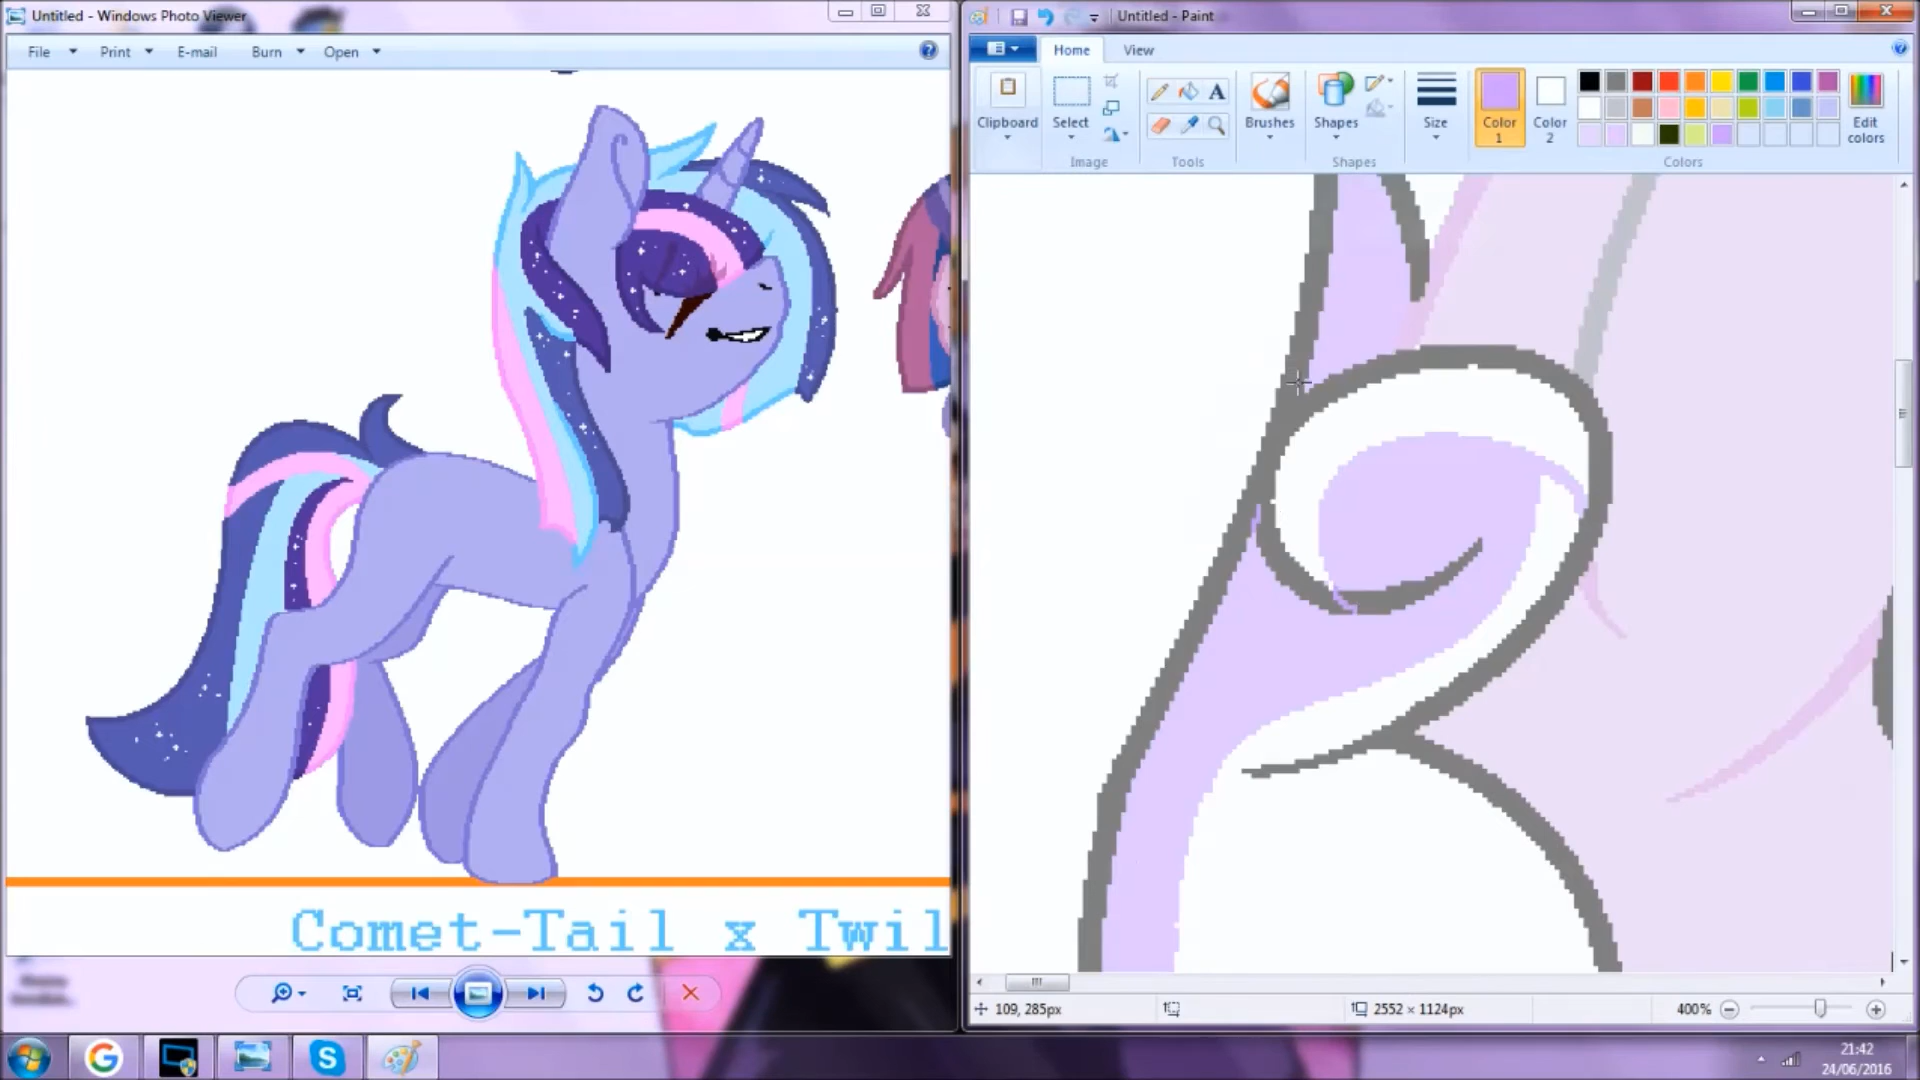 Untitled - Windows Photo Viewer
File Print E-mail Burn Open
Comet-Tail x Twil
Untitled - Paint
Home View
Clipboard
Select
Image
Tools
Brushes
Shapes
Shapes
Size
Color 1
Color 2
Edit colors
Colors
109, 285px
2552 × 1124px
400%
21:42
24/06/2016